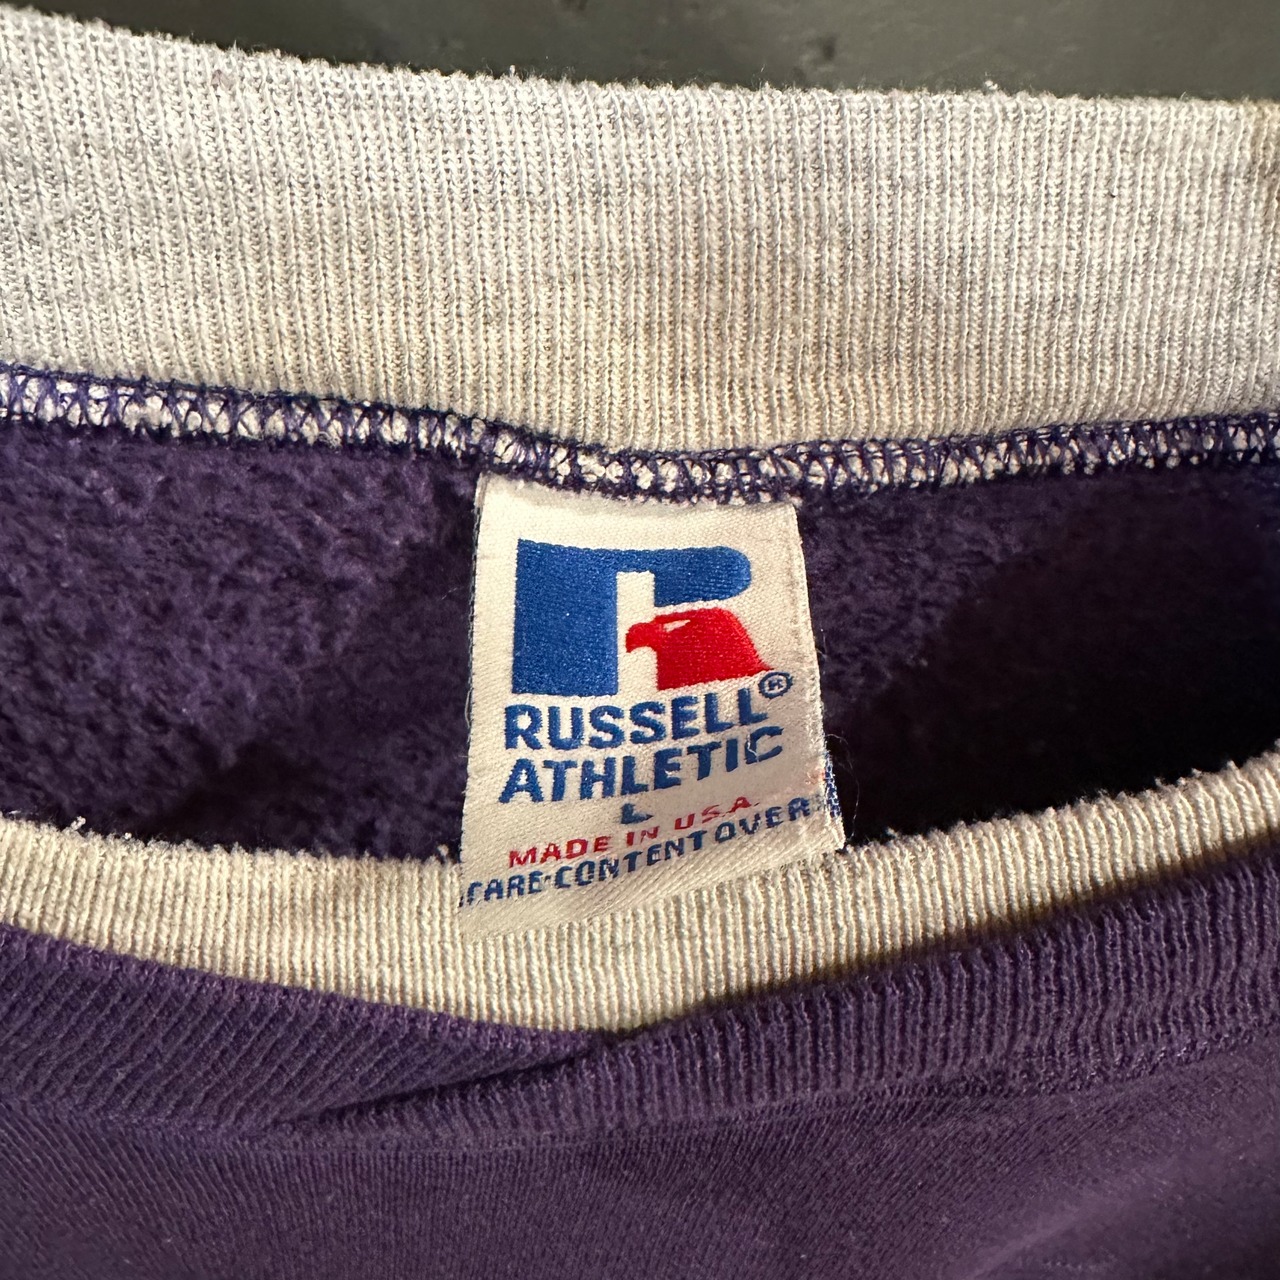 RUSSELL®
ATHLETIC
L
MADE IN U.S.A.
CARE·CONTENT OVER